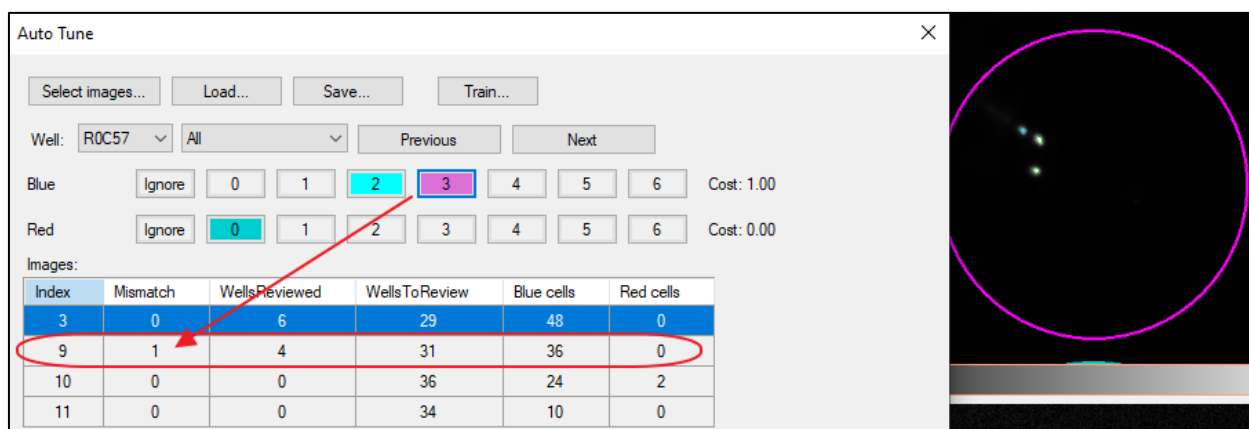 Auto Tune
Select images... Load... Save... Train...
Well: R0C57 All Previous Next
Blue Ignore 0 1 2 3 4 5 6 Cost: 1.00
Red Ignore 0 1 2 3 4 5 6 Cost: 0.00
Images:
Index Mismatch WellsReviewed WellsToReview Blue cells Red cells
3 0 6 29 48 0
9 1 4 31 36 0
10 0 0 36 24 2
11 0 0 34 10 0